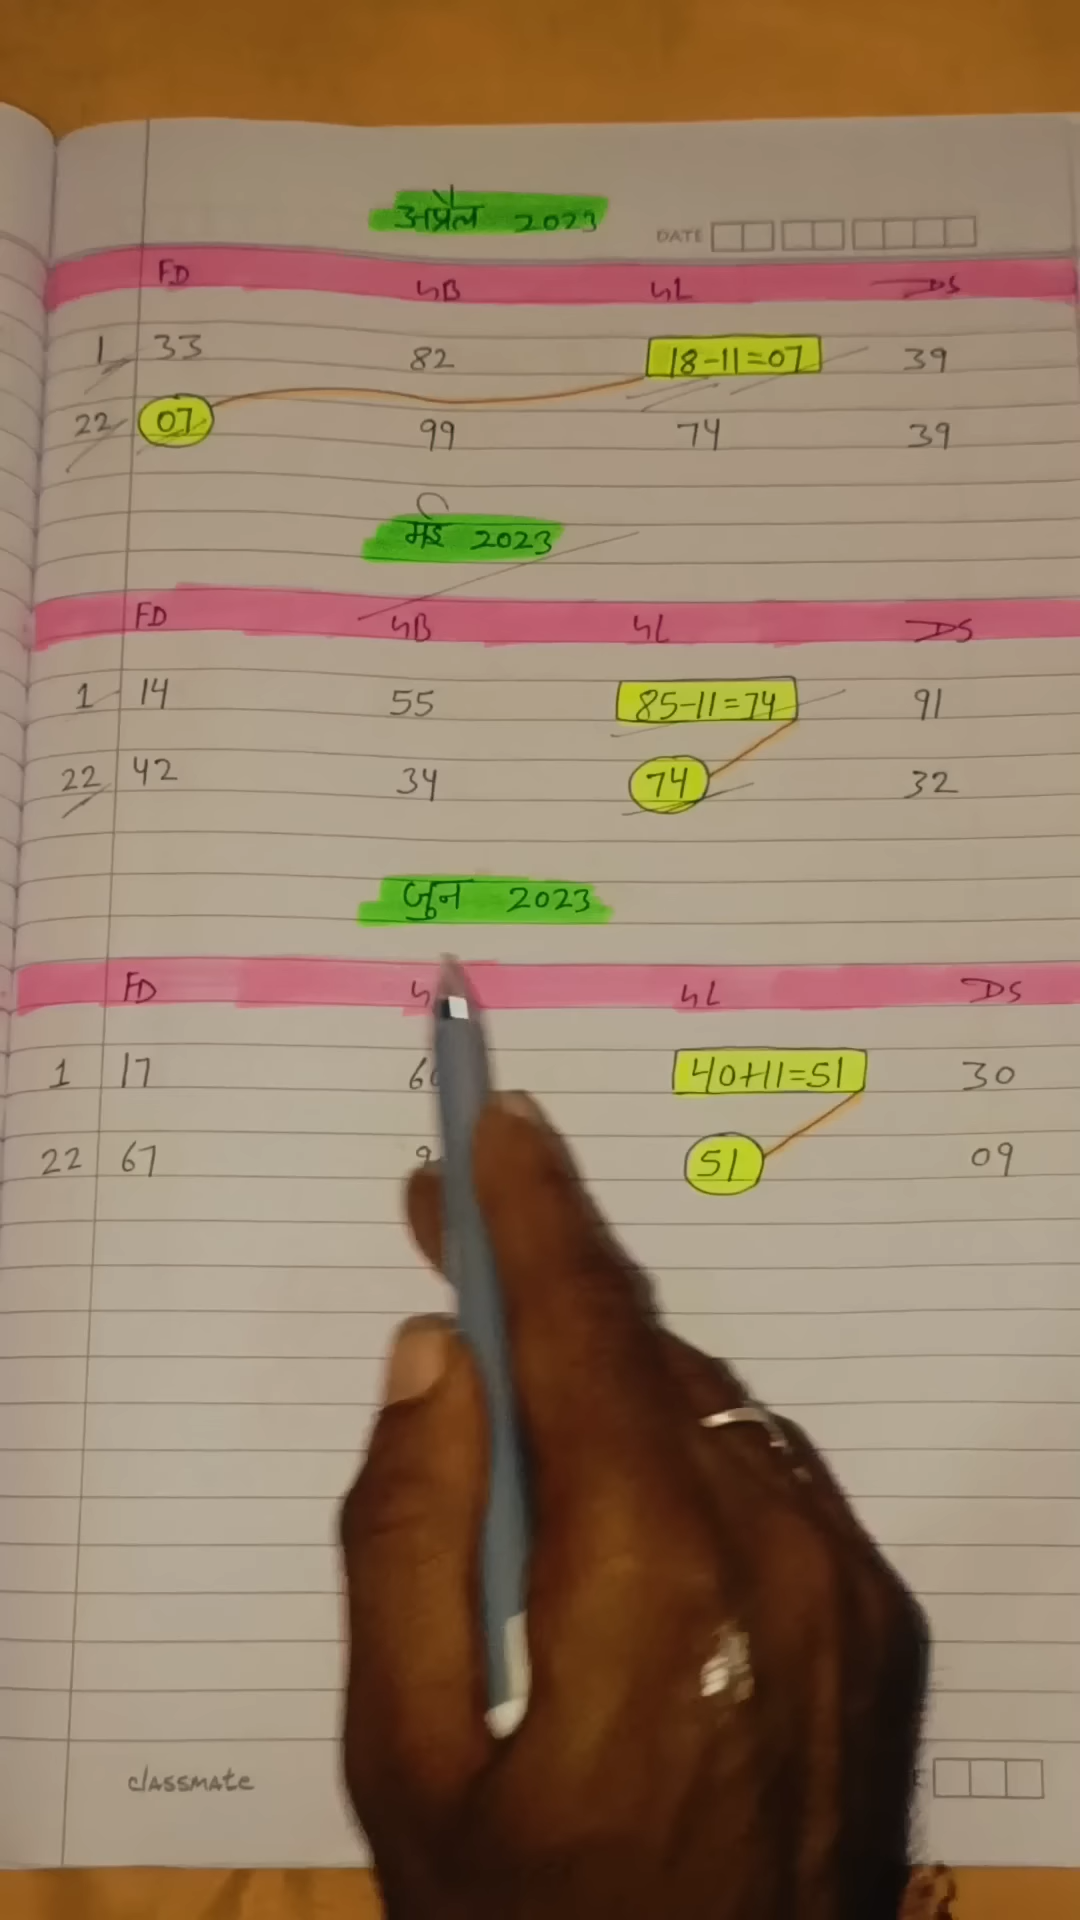 अप्रैल 2023
DATE
FD GB GL DS
1 33 82 18-11=07 39
22 07 99 74 39
मई 2023
FD GB GL DS
1 14 55 85-11=74 91
22 42 34 74 32
जून 2023
FD GL DS
1 17 40+11=51 30
22 67 51 09
classmate